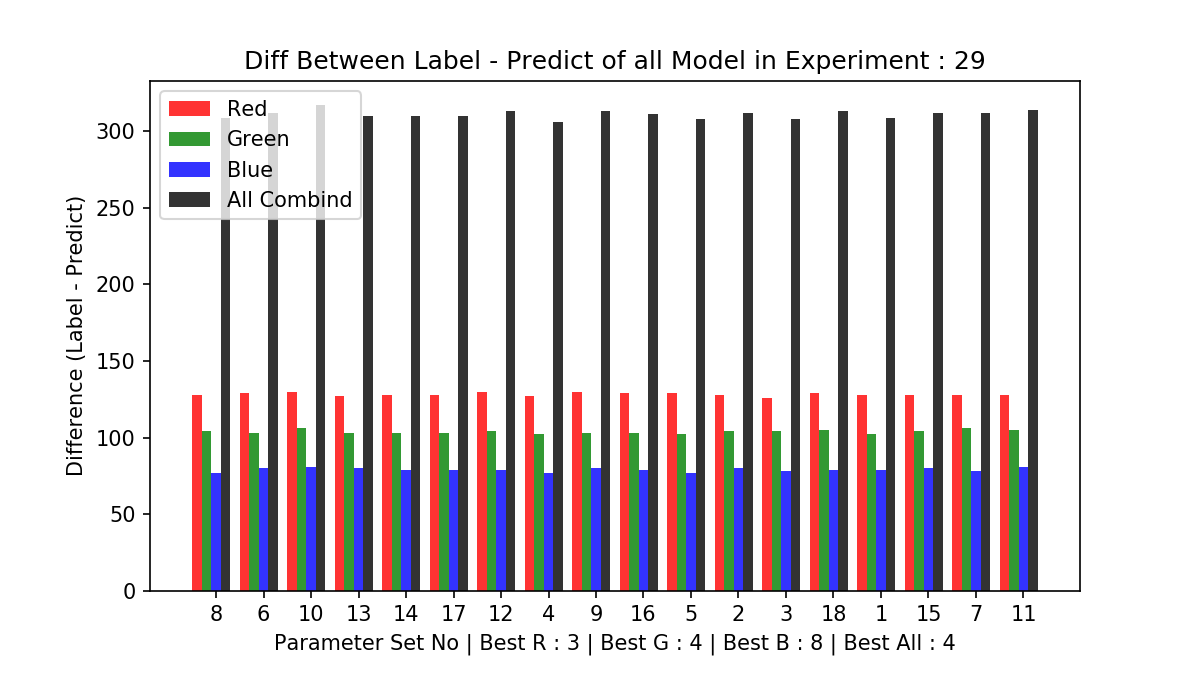 Diff Between Label - Predict of all Model in Experiment : 29
Red
Green
Blue
All Combind
Difference (Label - Predict)
300
250
200
150
100
50
0
8 6 10 13 14 17 12 4 9 16 5 2 3 18 1 15 7 11
Parameter Set No | Best R : 3 | Best G : 4 | Best B : 8 | Best All : 4